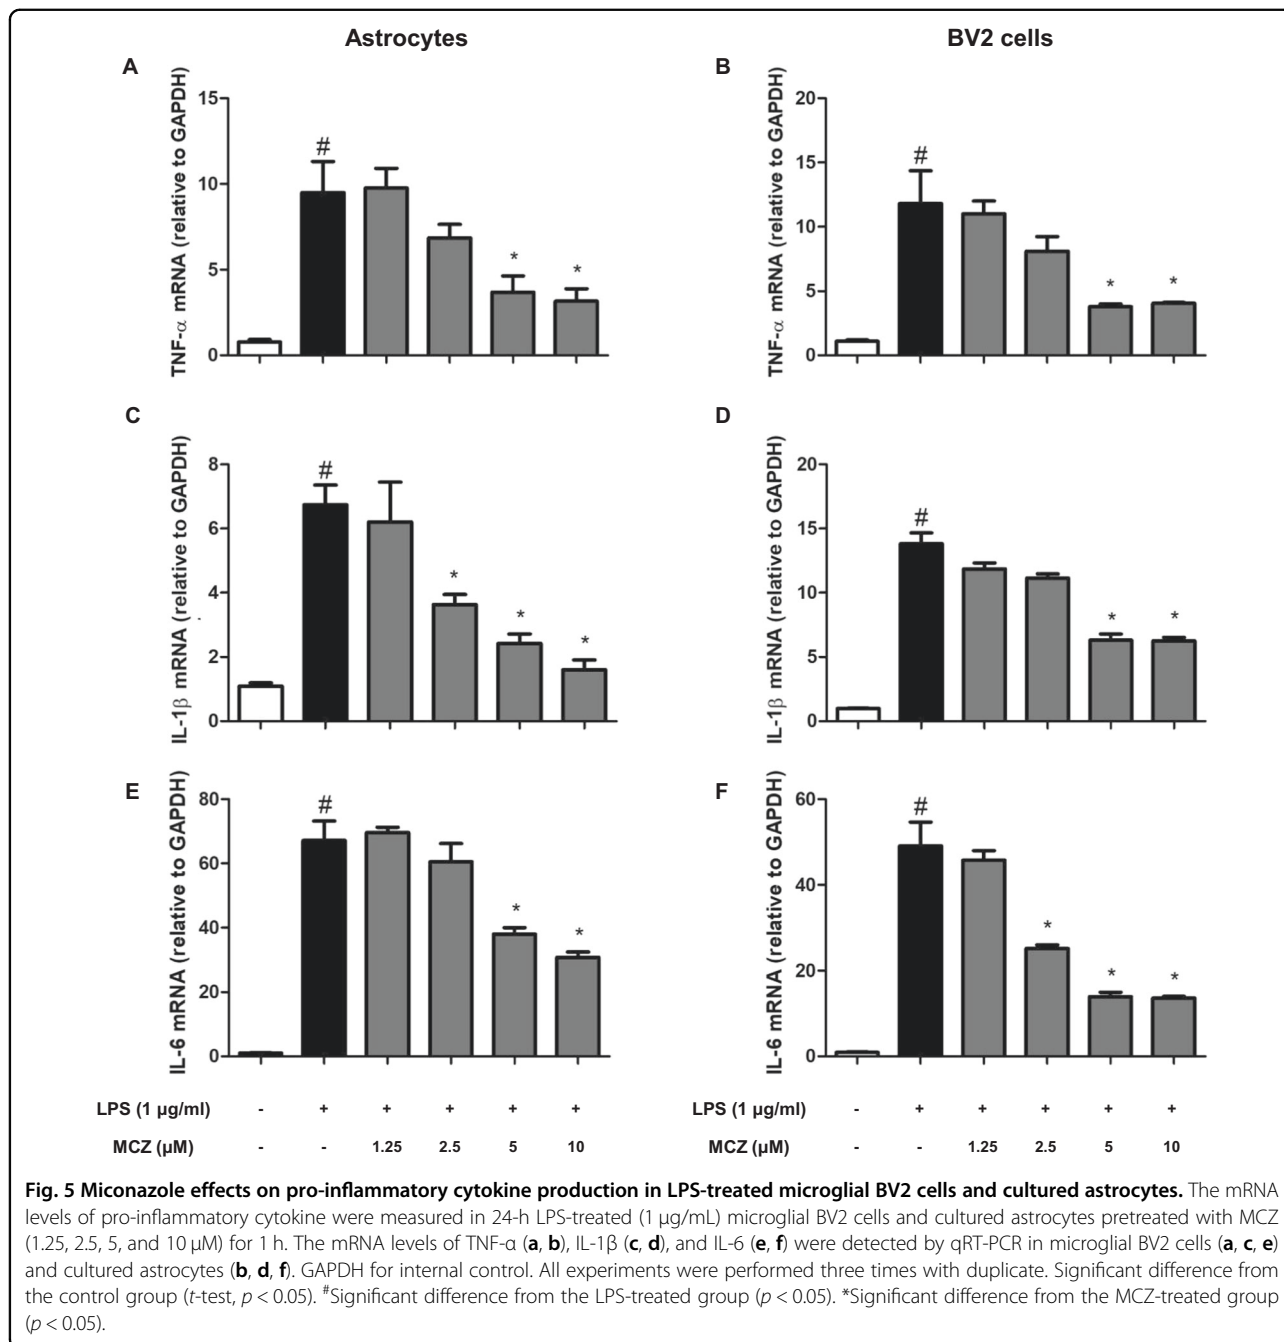 Astrocytes
BV2 cells
A
TNF-α mRNA (relative to GAPDH)
15
10
5
0
#
*
*
B
TNF-α mRNA (relative to GAPDH)
20
15
10
5
0
#
*
*
C
IL-1β mRNA (relative to GAPDH)
8
6
4
2
0
#
*
*
*
D
IL-1β mRNA (relative to GAPDH)
20
15
10
5
0
#
*
*
E
IL-6 mRNA (relative to GAPDH)
80
60
40
20
0
#
*
*
F
IL-6 mRNA (relative to GAPDH)
60
40
20
0
#
*
*
*
LPS (1 µg/ml) - + + + + +
MCZ (µM) - - 1.25 2.5 5 10
LPS (1 µg/ml) - + + + + +
MCZ (µM) - - 1.25 2.5 5 10
Fig. 5 Miconazole effects on pro-inflammatory cytokine production in LPS-treated microglial BV2 cells and cultured astrocytes. The mRNA
levels of pro-inflammatory cytokine were measured in 24-h LPS-treated (1 µg/mL) microglial BV2 cells and cultured astrocytes pretreated with MCZ
(1.25, 2.5, 5, and 10 µM) for 1 h. The mRNA levels of TNF-α (a, b), IL-1β (c, d), and IL-6 (e, f) were detected by qRT-PCR in microglial BV2 cells (a, c, e)
and cultured astrocytes (b, d, f). GAPDH for internal control. All experiments were performed three times with duplicate. Significant difference from
the control group (t-test, p < 0.05). #Significant difference from the LPS-treated group (p < 0.05). *Significant difference from the MCZ-treated group
(p < 0.05).